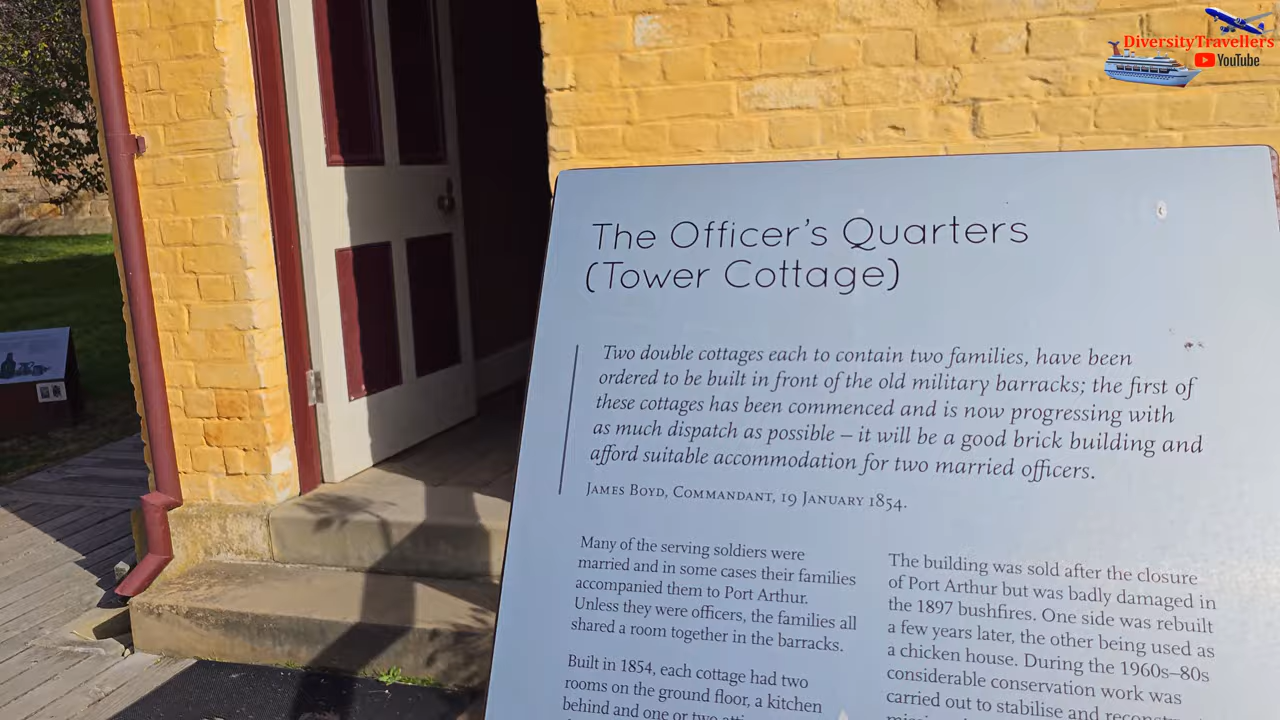 DiversityTravellers
YouTube
The Officer's Quarters
(Tower Cottage)
Two double cottages each to contain two families, have been
ordered to be built in front of the old military barracks; the first of
these cottages has been commenced and is now progressing with
as much dispatch as possible – it will be a good brick building and
afford suitable accommodation for two married officers.
James Boyd, Commandant, 19 January 1854.
Many of the serving soldiers were
married and in some cases their families
accompanied them to Port Arthur.
Unless they were officers, the families all
shared a room together in the barracks.
Built in 1854, each cottage had two
rooms on the ground floor, a kitchen
behind and one or two
The building was sold after the closure
of Port Arthur but was badly damaged in
the 1897 bushfires. One side was rebuilt
a few years later, the other being used as
a chicken house. During the 1960s–80s
considerable conservation work was
carried out to stabilise and